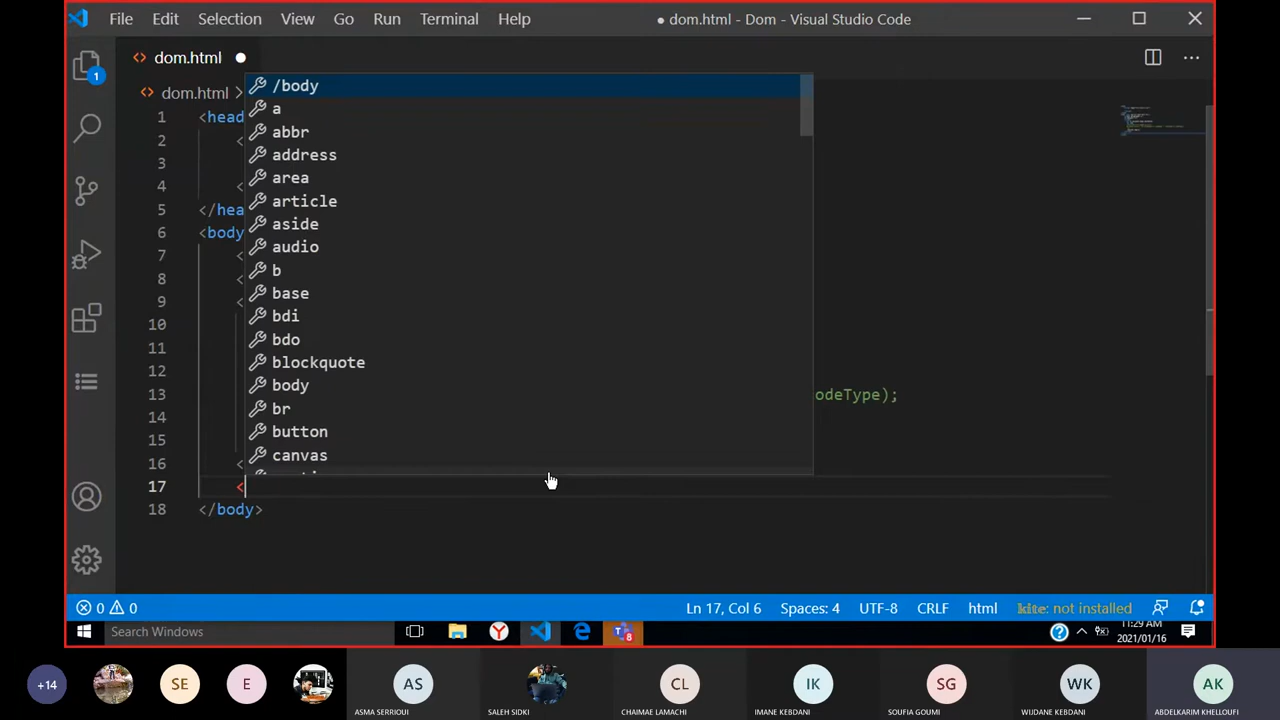 File Edit Selection View Go Run Terminal Help
● dom.html - Dom - Visual Studio Code
<> dom.html ●
1
<> dom.html >
1 <head
2 <
3
4 <
5 </hea
6 <body
7 <
8 <
9 <
10
11
12
13 odeType);
14
15
16 <
17 <
18 </body>
/body
a
abbr
address
area
article
aside
audio
b
base
bdi
bdo
blockquote
body
br
button
canvas
0 0
Ln 17, Col 6 Spaces: 4 UTF-8 CRLF html kite: not installed
Search Windows
8
11:29 AM
2021/01/16
+14
SE
E
AS
CL
IK
SG
WK
AK
ASMA SERRIOUI
SALEH SIDKI
CHAIMAE LAMACHI
IMANE KEBDANI
SOUFIA GOUMI
WIJDANE KEBDANI
ABDELKARIM KHELLOUFI